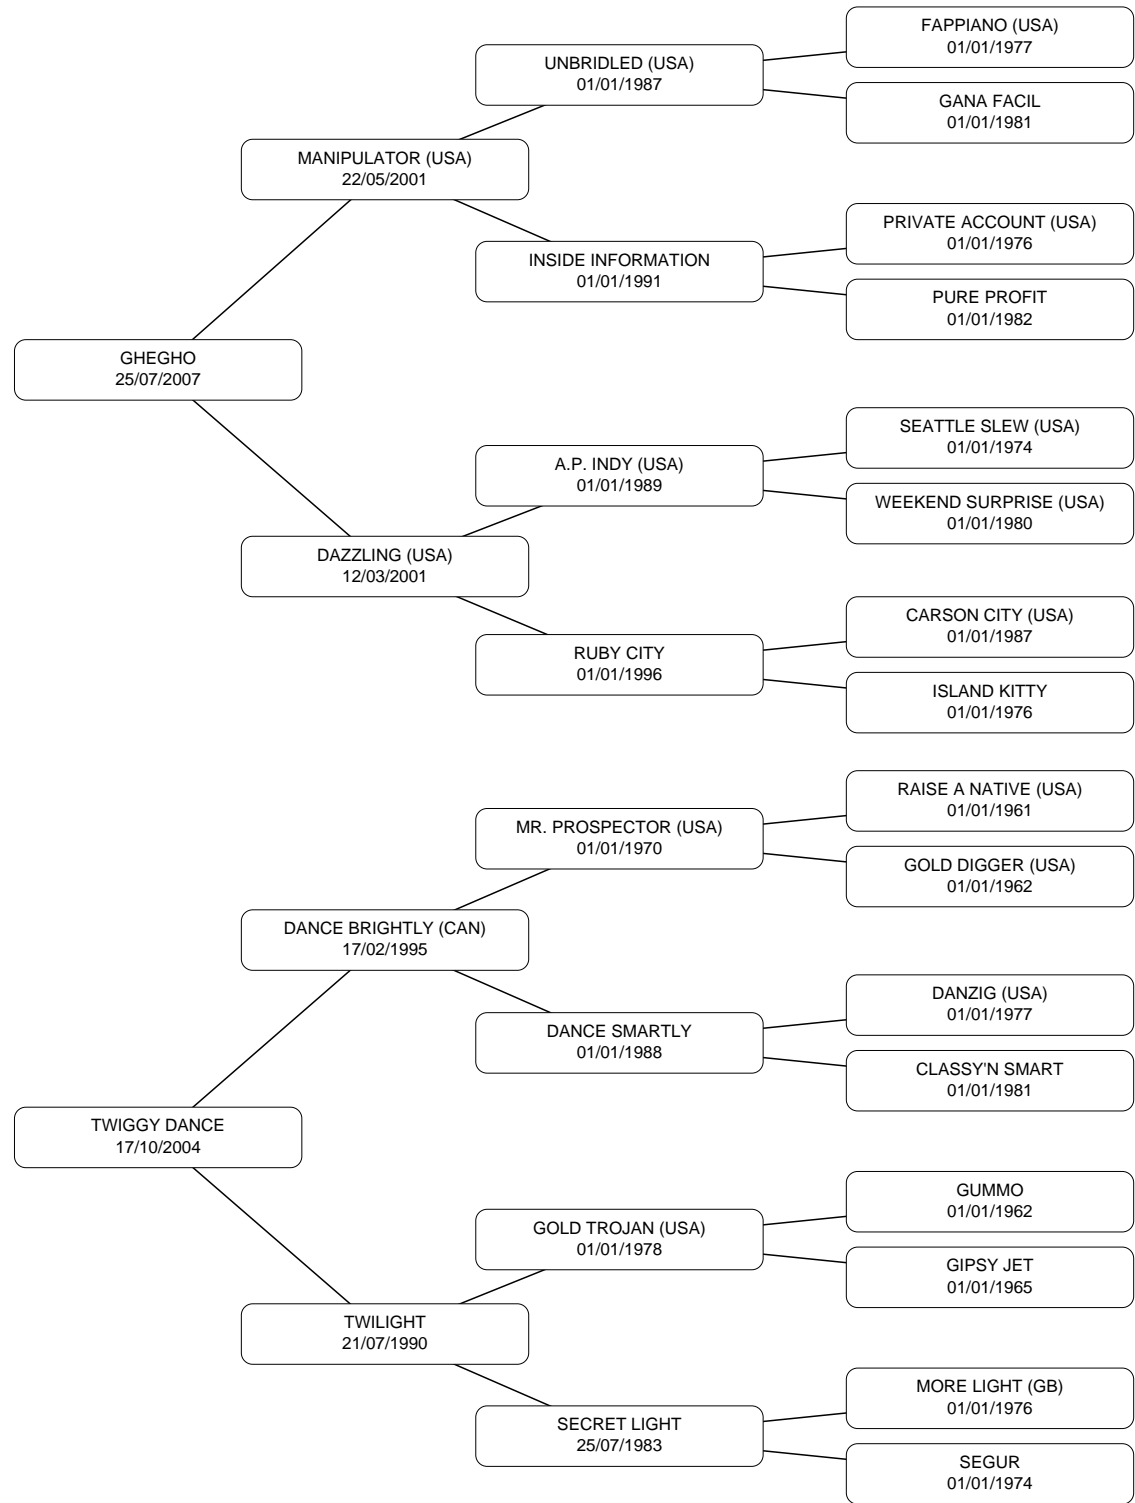 FAPPIANO (USA)
01/01/1977
UNBRIDLED (USA)
01/01/1987
GANA FACIL
01/01/1981
MANIPULATOR (USA)
22/05/2001
PRIVATE ACCOUNT (USA)
01/01/1976
INSIDE INFORMATION
01/01/1991
PURE PROFIT
01/01/1982
GHEGHO
25/07/2007
SEATTLE SLEW (USA)
01/01/1974
A.P. INDY (USA)
01/01/1989
WEEKEND SURPRISE (USA)
01/01/1980
DAZZLING (USA)
12/03/2001
CARSON CITY (USA)
01/01/1987
RUBY CITY
01/01/1996
ISLAND KITTY
01/01/1976
RAISE A NATIVE (USA)
01/01/1961
MR. PROSPECTOR (USA)
01/01/1970
GOLD DIGGER (USA)
01/01/1962
DANCE BRIGHTLY (CAN)
17/02/1995
DANZIG (USA)
01/01/1977
DANCE SMARTLY
01/01/1988
CLASSY'N SMART
01/01/1981
TWIGGY DANCE
17/10/2004
GUMMO
01/01/1962
GOLD TROJAN (USA)
01/01/1978
GIPSY JET
01/01/1965
TWILIGHT
21/07/1990
MORE LIGHT (GB)
01/01/1976
SECRET LIGHT
25/07/1983
SEGUR
01/01/1974